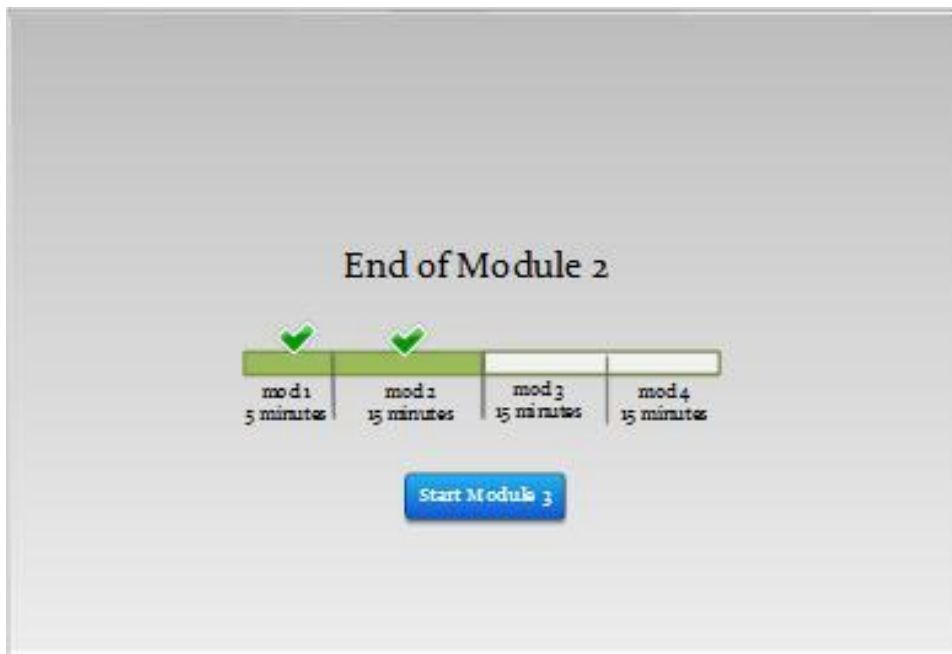 End of Module 2
mod 1
5 minutes
mod 2
15 minutes
mod 3
15 minutes
mod 4
15 minutes
Start Module 3